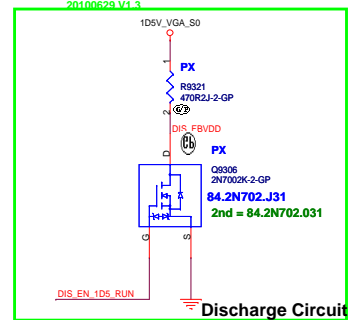 20100629 V1.3
1D5V_VGA_S0
1
PX
R9321
470R2J-2-GP
2
DIS_FBVDD
D
PX
Q9306
2N7002K-2-GP
84.2N702.J31
2nd = 84.2N702.031
G
S
DIS_EN_1D5_RUN
Discharge Circuit